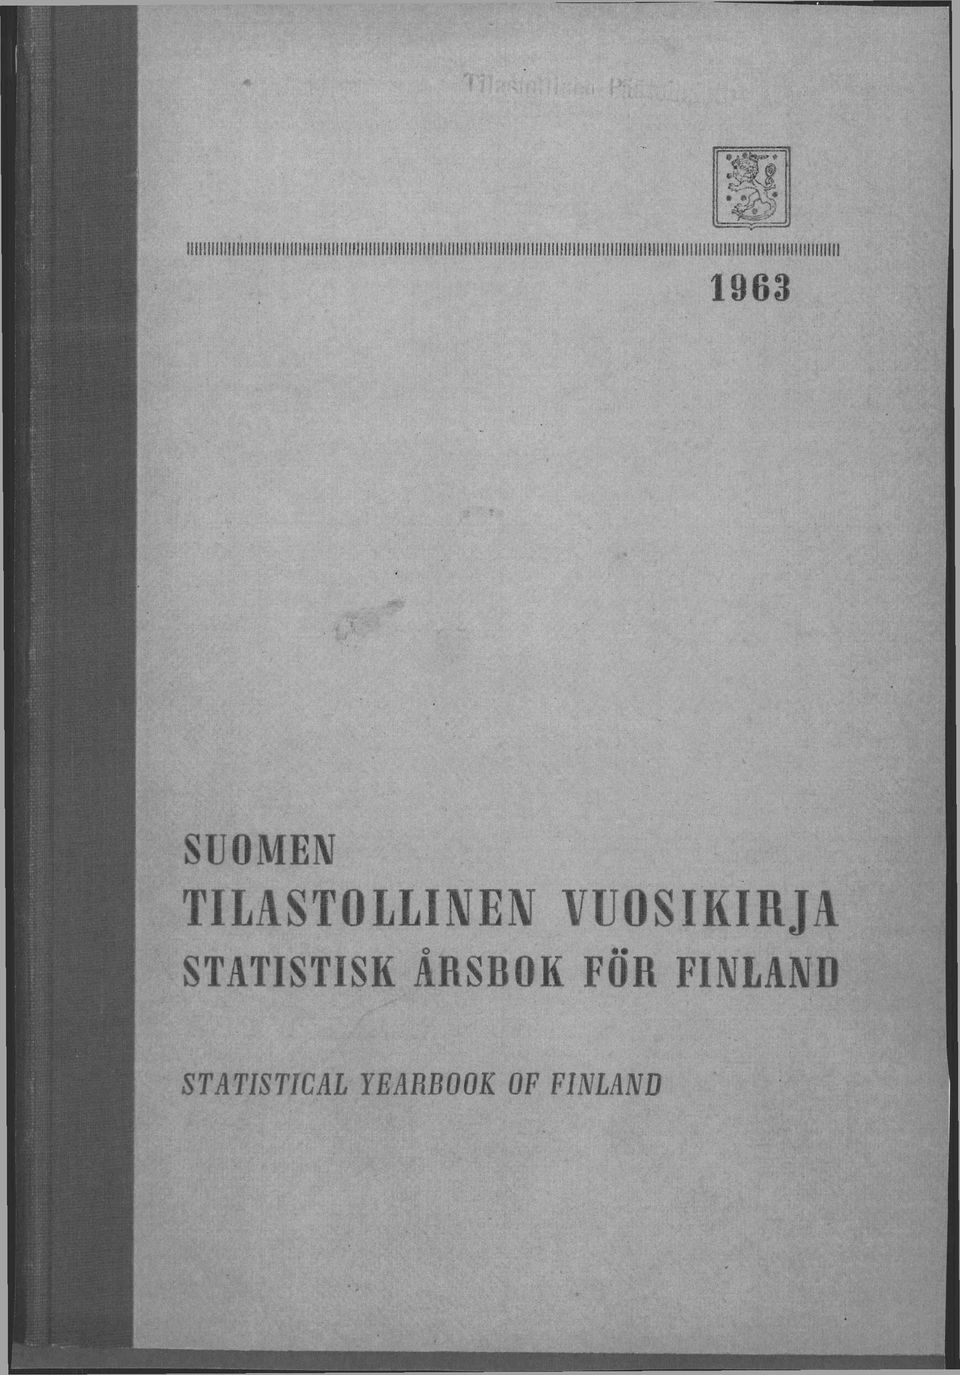 1963
SUOMEN
TILASTOLLINEN VUOSIKIRJA
STATISTISK ÅRSBOK FÖR FINLAND
STATISTICAL YEARBOOK OF FINLAND